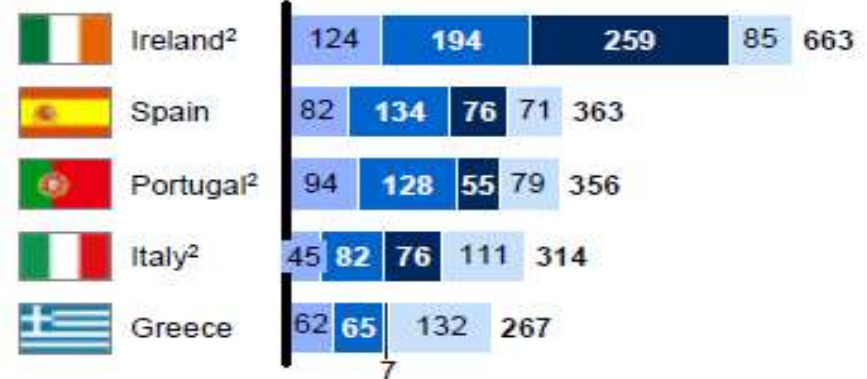 Ireland² 124 194 259 85 663
Spain 82 134 76 71 363
Portugal² 94 128 55 79 356
Italy² 45 82 76 111 314
Greece 62 65 132 267
7